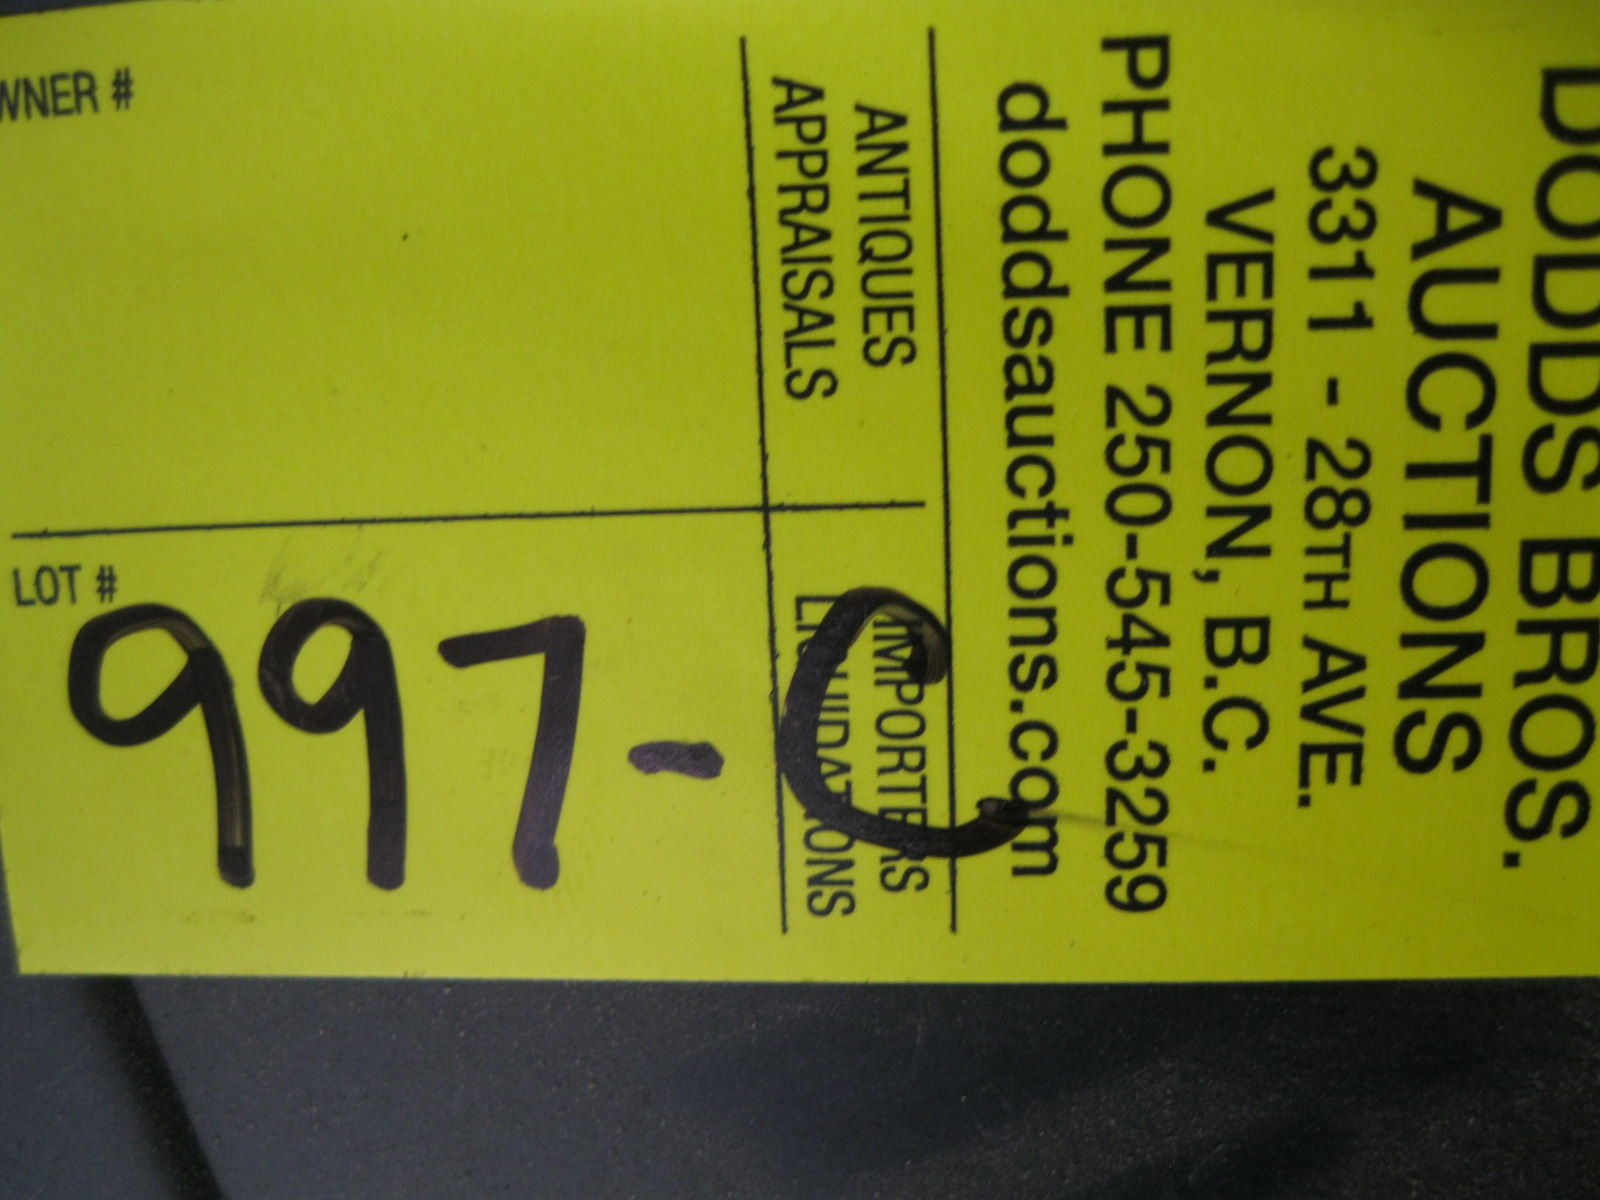 DODDS BROS.
AUCTIONS
3311 - 28TH AVE.
VERNON, B.C.
PHONE 250-545-3259
doddsauctions.com
ANTIQUES IMPORTERS
APPRAISALS LIQUIDATIONS
WNER #
LOT #
997-C